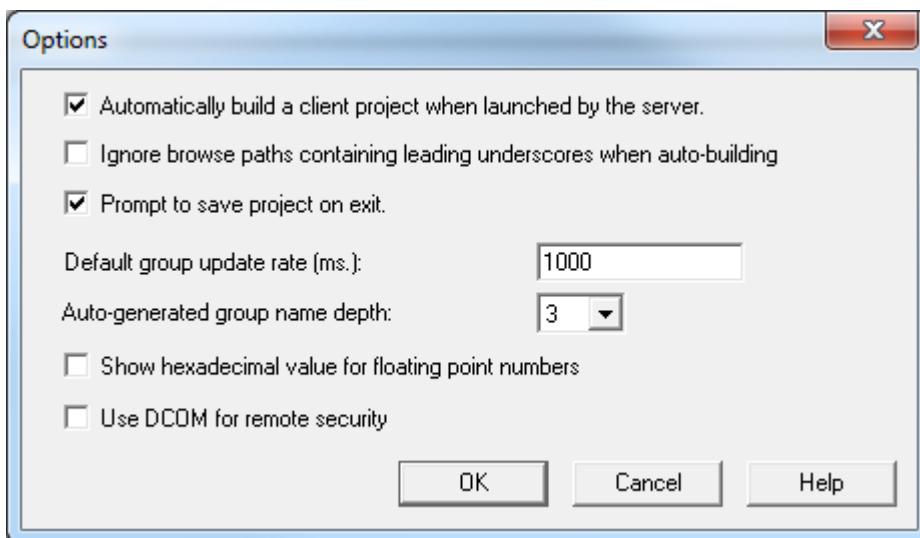 Options
Automatically build a client project when launched by the server.
Ignore browse paths containing leading underscores when auto-building
Prompt to save project on exit.
Default group update rate (ms.): 1000
Auto-generated group name depth: 3
Show hexadecimal value for floating point numbers
Use DCOM for remote security
OK Cancel Help